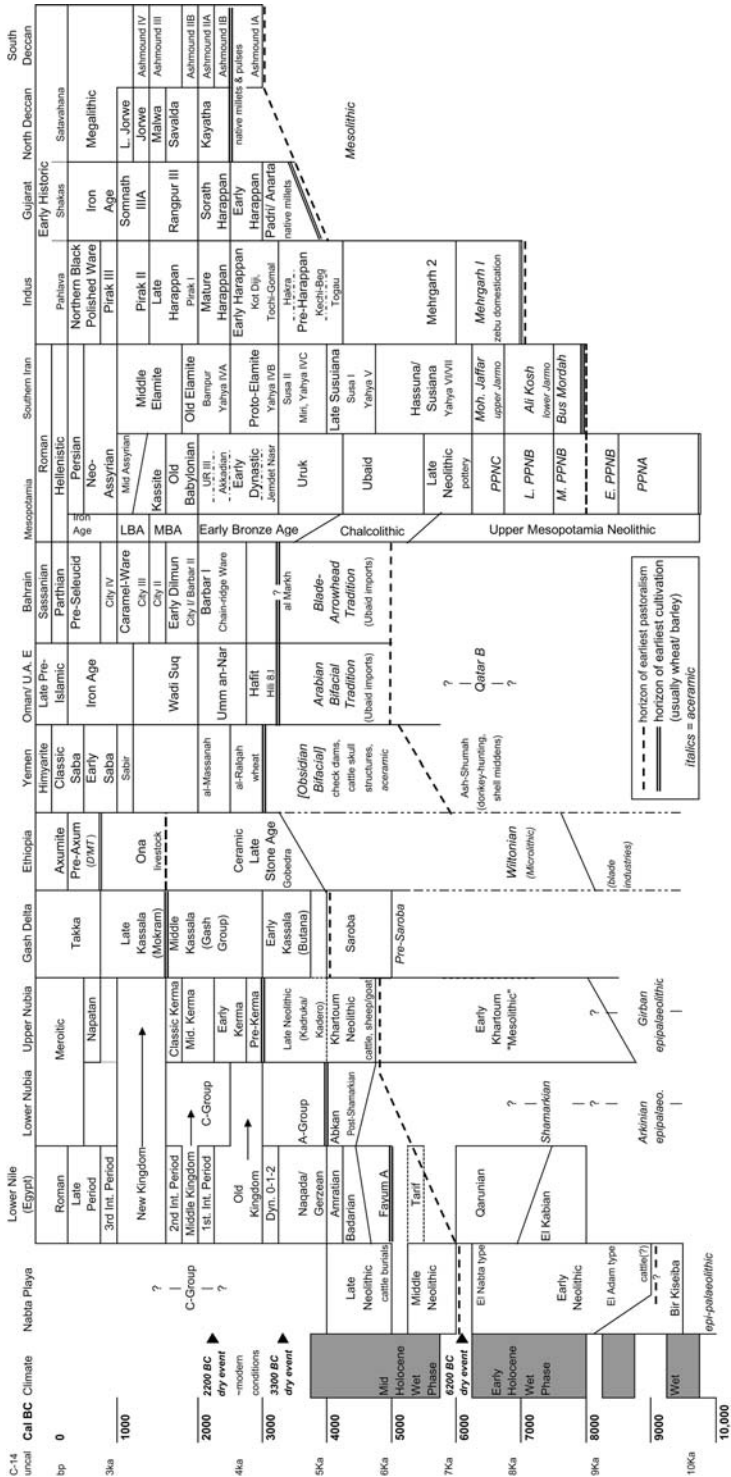 C-14
uncal
bp
3ka
4ka
5Ka
6Ka
7Ka
8Ka
9Ka
10Ka
Cal BC
0
1000
2000
3000
4000
5000
6000
7000
8000
9000
10,000
Climate
2200 BC
dry event
~modern
conditions
3300 BC
dry event
Mid
Holocene
Wet
Phase
6200 BC
dry event
Early
Holocene
Wet
Phase
Wet
Nabta Playa
?
C-Group
?
Late
Neolithic
cattle burials
Middle
Neolithic
El Nabta type
Early
Neolithic
El Adam type
cattle(?)
?
Bir Kiseiba
epi-palaeolithic
Lower Nile
(Egypt)
Roman
Late
Period
3rd Int. Period
New Kingdom
2nd Int. Period
Middle Kingdom
1st. Int. Period
Old
Kingdom
Dyn. 0-1-2
Naqada/
Gerzean
Amratian
Badarian
Fayum A
Tarif
Qarunian
El Kabian
Lower Nubia
C-Group
A-Group
Abkan
Post-Shamarkian
?
Shamarkian
?
Arkinian
epipalaeo.
Upper Nubia
Meroitic
Napatan
Classic Kerma
Mid. Kerma
Early
Kerma
Pre-Kerma
Late Neolithic
(Kadruka/
Kadero)
Khartoum
Neolithic
cattle, sheep/goat
Early
Khartoum
"Mesolithic"
?
Girban
epipalaeolithic
Gash Delta
Takka
Late
Kassala
(Mokram)
Middle
Kassala
(Gash
Group)
Early
Kassala
(Butana)
Saroba
Pre-Saroba
Ethiopia
Axumite
Pre-Axum
(D'MT)
Ona
livestock
Ceramic
Late
Stone Age
Gobedra
Wiltonian
(Microlithic)
(blade
industries)
Yemen
Himyarite
Classic
Saba
Early
Saba
Sabir
al-Massanah
al-Ralqah
wheat
[Obsidian
Bifacial]
check dams,
cattle skull
structures,
aceramic
Ash-Shumah
(donkey-hunting,
shell middens)
Oman/ U.A. E
Late Pre-
Islamic
Iron Age
Wadi Suq
Umm an-Nar
Hafit
Hili 8.I
Arabian
Bifacial
Tradition
(Ubaid imports)
?
Qatar B
?
Bahrain
Sassanian
Parthian
Pre-Seleucid
City IV
Caramel-Ware
City III
City II
Early Dilmun
City I/ Barbar II
Barbar I
Chain-ridge Ware
?
al Markh
Blade-
Arrowhead
Tradition
(Ubaid imports)
Mesopotamia
Iron
Age
LBA
MBA
Early Bronze Age
Chalcolithic
Upper Mesopotamia Neolithic
Roman
Hellenistic
Persian
Neo-
Assyrian
Mid Assyrian
Kassite
Old
Babylonian
UR III
Akkadian
Early
Dynastic
Jemdet Nasr
Uruk
Ubaid
Late
Neolithic
pottery
PPNC
L. PPNB
M. PPNB
E. PPNB
PPNA
Southern Iran
Middle
Elamite
Old Elamite
Bampur
Yahya IVA
Proto-Elamite
Yahya IVB
Susa II
Miri, Yahya IVC
Late Susuiana
Susa I
Yahya V
Hassuna/
Susiana
Yahya VI/VII
Moh. Jaffar
upper Jarmo
Ali Kosh
lower Jarmo
Bus Mordah
Indus
Pahlava
Northern Black
Polished Ware
Pirak III
Pirak II
Late
Harappan
Pirak I
Mature
Harappan
Early Harappan
Kot Diji,
Tochi-Gomal
Hakra
Pre-Harappan
Kechi-Beg
Togau
Mehrgarh 2
Mehrgarh I
zebu domestication
Gujarat
Early Historic
Shakas
Iron
Age
Somnath
IIIA
Rangpur III
Sorath
Harappan
Early
Harappan
Padri/ Anarta
native millets
North Deccan
Satavahana
Megalithic
L. Jorwe
Jorwe
Malwa
Savalda
Kayatha
native millets & pulses
Mesolithic
South
Deccan
Ashmound IV
Ashmound III
Ashmound IIB
Ashmound IIA
Ashmound IB
Ashmound IA
horizon of earliest pastoralism
horizon of earliest cultivation
(usually wheat/ barley)
italics = aceramic